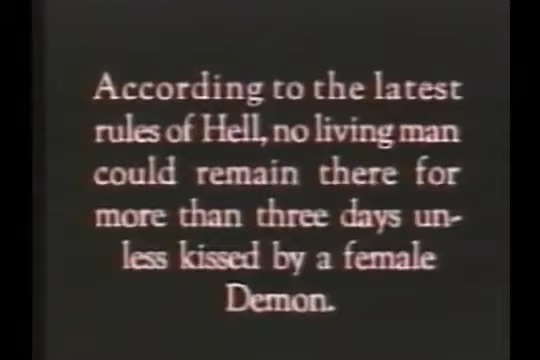 According to the latest
rules of Hell, no living man
could remain there for
more than three days un-
less kissed by a female
Demon.